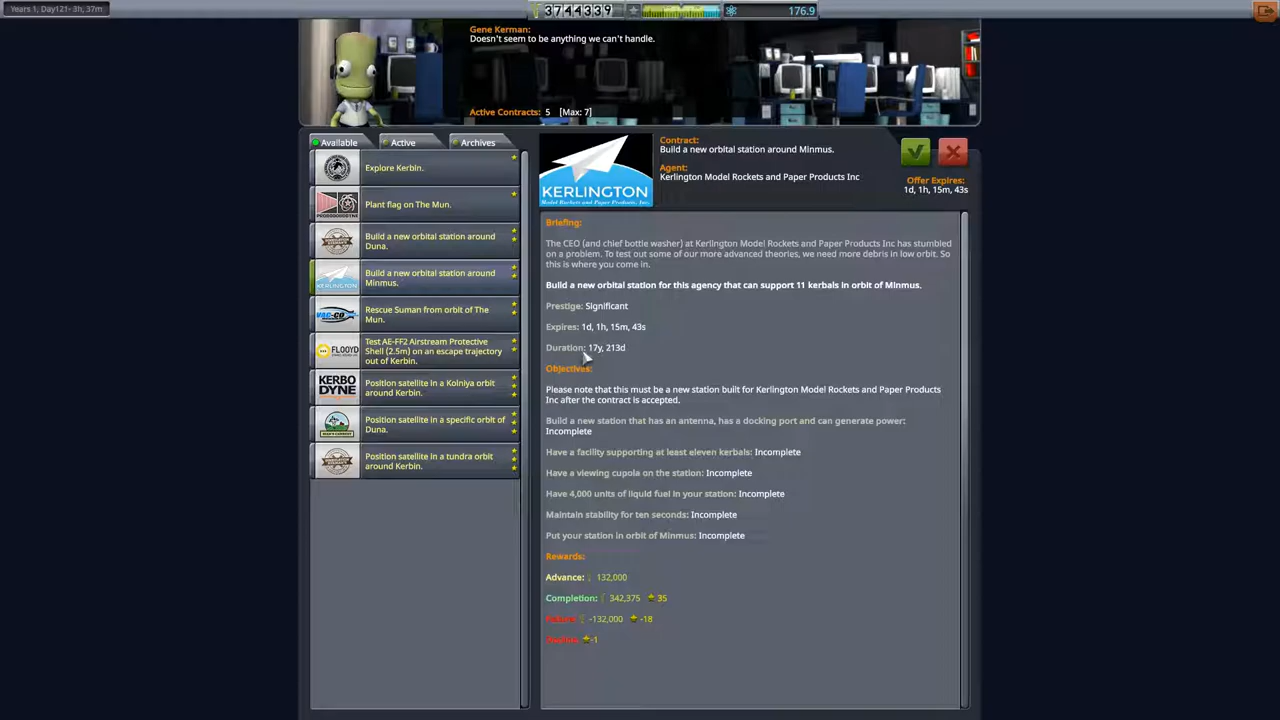 Years 1, Day121- 3h, 37m
3744339
176.9
Gene Kerman:
Doesn't seem to be anything we can't handle.
Active Contracts: 5 [Max: 7]
Available
Active
Archives
Explore Kerbin.
Plant flag on The Mun.
Build a new orbital station around
Duna.
Build a new orbital station around
Minmus.
VAC-CO
Rescue Suman from orbit of The
Mun.
FLOOYD
Test AE-FF2 Airstream Protective
Shell (2.5m) on an escape trajectory
out of Kerbin.
KERBO
DYNE
Position satellite in a Kolniya orbit
around Kerbin.
Position satellite in a specific orbit of
Duna.
Position satellite in a tundra orbit
around Kerbin.
KERLINGTON
Model Rockets and Paper Products, Inc.
Contract:
Build a new orbital station around Minmus.
Agent:
Kerlington Model Rockets and Paper Products Inc
Offer Expires:
1d, 1h, 15m, 43s
Briefing:
The CEO (and chief bottle washer) at Kerlington Model Rockets and Paper Products Inc has stumbled
on a problem. To test out some of our more advanced theories, we need more debris in low orbit. So
this is where you come in.
Build a new orbital station for this agency that can support 11 kerbals in orbit of Minmus.
Prestige: Significant
Expires: 1d, 1h, 15m, 43s
Duration: 17y, 213d
Objectives:
Please note that this must be a new station built for Kerlington Model Rockets and Paper Products
Inc after the contract is accepted.
Build a new station that has an antenna, has a docking port and can generate power:
Incomplete
Have a facility supporting at least eleven kerbals: Incomplete
Have a viewing cupola on the station: Incomplete
Have 4,000 units of liquid fuel in your station: Incomplete
Maintain stability for ten seconds: Incomplete
Put your station in orbit of Minmus: Incomplete
Rewards:
Advance: 132,000
Completion: 342,375 35
Failure: -132,000 -18
Decline: -1